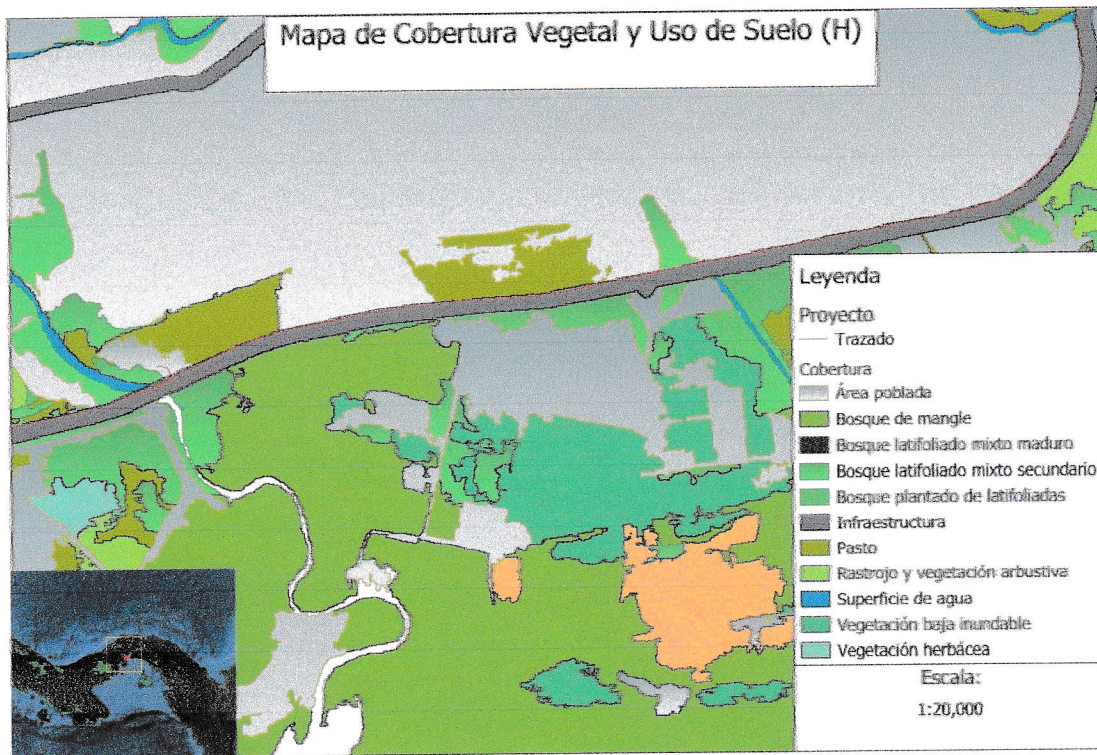 Mapa de Cobertura Vegetal y Uso de Suelo (H)
Leyenda
Proyecto
Trazado
Cobertura
Área poblada
Bosque de mangle
Bosque latifoliado mixto maduro
Bosque latifoliado mixto secundario
Bosque plantado de latifoliadas
Infraestructura
Pasto
Rastrojo y vegetación arbustiva
Superficie de agua
Vegetación baja inundable
Vegetación herbácea
Escala:
1:20,000